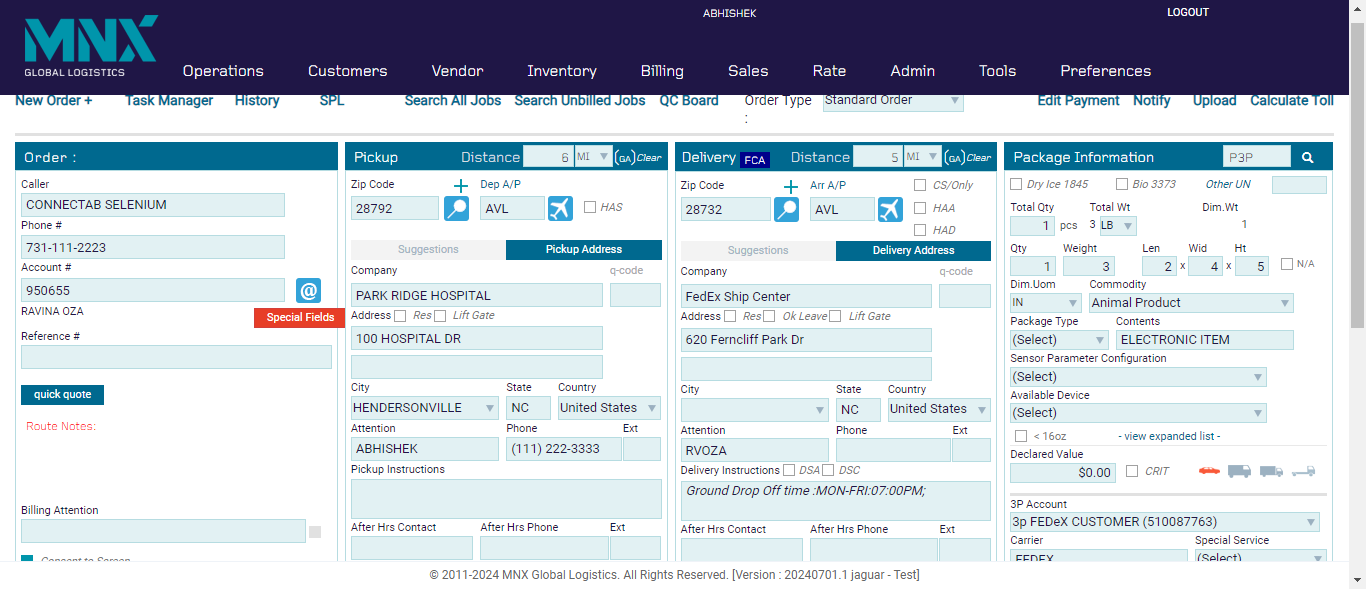 MNX
GLOBAL LOGISTICS
ABHISHEK
LOGOUT
Operations Customers Vendor Inventory Billing Sales Rate Admin Tools Preferences
New Order + Task Manager History SPL Search All Jobs Search Unbilled Jobs QC Board Order Type : Standard Order Edit Payment Notify Upload Calculate Toll
Order :
Caller
CONNECTAB SELENIUM
Phone #
731-111-2223
Account #
950655
@
RAVINA OZA
Special Fields
Reference #
quick quote
Route Notes:
Billing Attention
Consent to Screen
Pickup Distance 6 MI (GA) Clear
Zip Code + Dep A/P
28792 AVL HAS
Suggestions Pickup Address
Company q-code
PARK RIDGE HOSPITAL
Address Res Lift Gate
100 HOSPITAL DR
City State Country
HENDERSONVILLE NC United States
Attention Phone Ext
ABHISHEK (111) 222-3333
Pickup Instructions
After Hrs Contact After Hrs Phone Ext
Delivery FCA Distance 5 MI (GA) Clear
Zip Code + Arr A/P CS/Only
28732 AVL HAA
HAD
Suggestions Delivery Address
Company q-code
FedEx Ship Center
Address Res Ok Leave Lift Gate
620 Ferncliff Park Dr
City State Country
NC United States
Attention Phone Ext
RVOZA
Delivery Instructions DSA DSC
Ground Drop Off time :MON-FRI:07:00PM;
After Hrs Contact After Hrs Phone Ext
Package Information P3P
Dry Ice 1845 Bio 3373 Other UN
Total Qty Total Wt Dim.Wt
1 pcs 3 LB 1
Qty Weight Len Wid Ht
1 3 2 x 4 x 5 N/A
Dim.Uom Commodity
IN Animal Product
Package Type Contents
(Select) ELECTRONIC ITEM
Sensor Parameter Configuration
(Select)
Available Device
(Select)
< 16oz - view expanded list -
Declared Value
$0.00 CRIT
3P Account
3p FEDeX CUSTOMER (510087763)
Carrier Special Service
FEDEX (Select)
© 2011-2024 MNX Global Logistics. All Rights Reserved. [Version : 20240701.1 jaguar - Test]